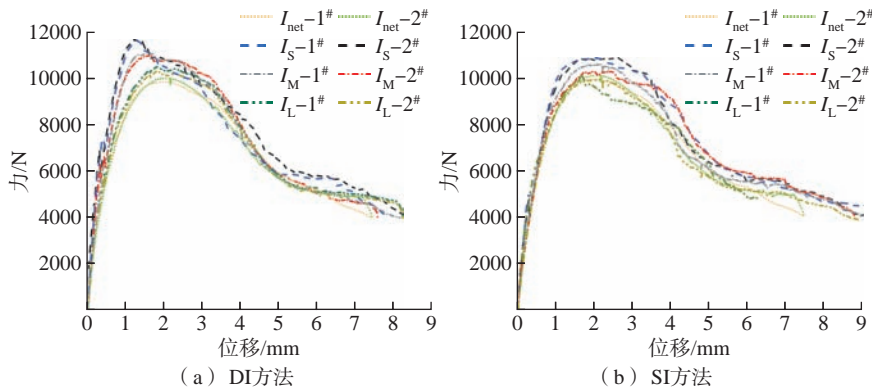 12000
10000
8000
6000
4000
2000
0 1 2 3 4 5 6 7 8 9
力/N
位移/mm
I_net-1# I_net-2#
I_S-1# I_S-2#
I_M-1# I_M-2#
I_L-1# I_L-2#
（a）DI方法
12000
10000
8000
6000
4000
2000
0 1 2 3 4 5 6 7 8 9
力/N
位移/mm
I_net-1# I_net-2#
I_S-1# I_S-2#
I_M-1# I_M-2#
I_L-1# I_L-2#
（b）SI方法